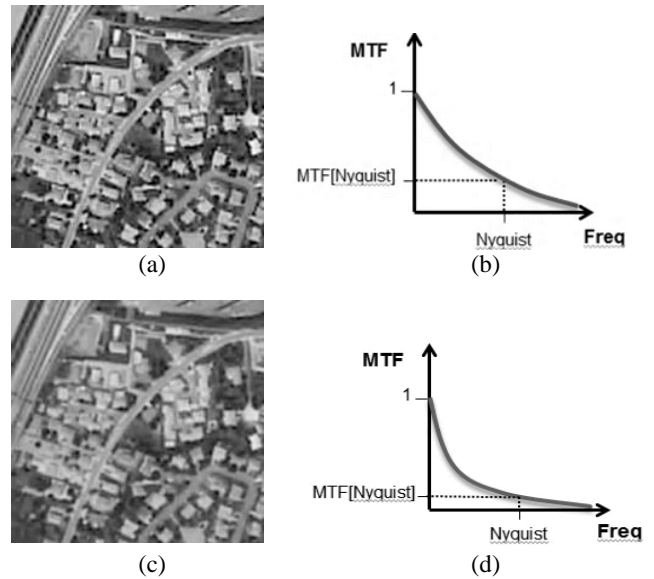 MTF
1
MTF[Nyquist]
Nyquist
Freq
(a)
(b)
MTF
1
MTF[Nyquist]
Nyquist
Freq
(c)
(d)